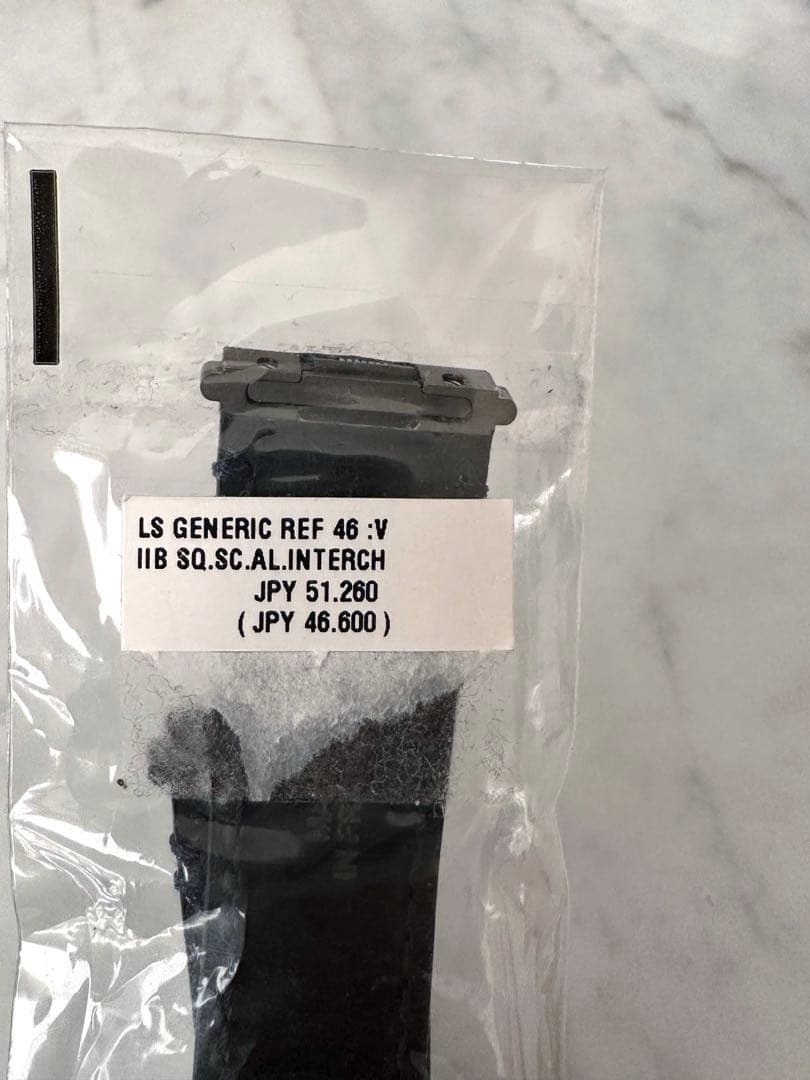 LS GENERIC REF 46 :V
IIB SQ.SC.AL.INTERCH
JPY 51.260
( JPY 46.600 )